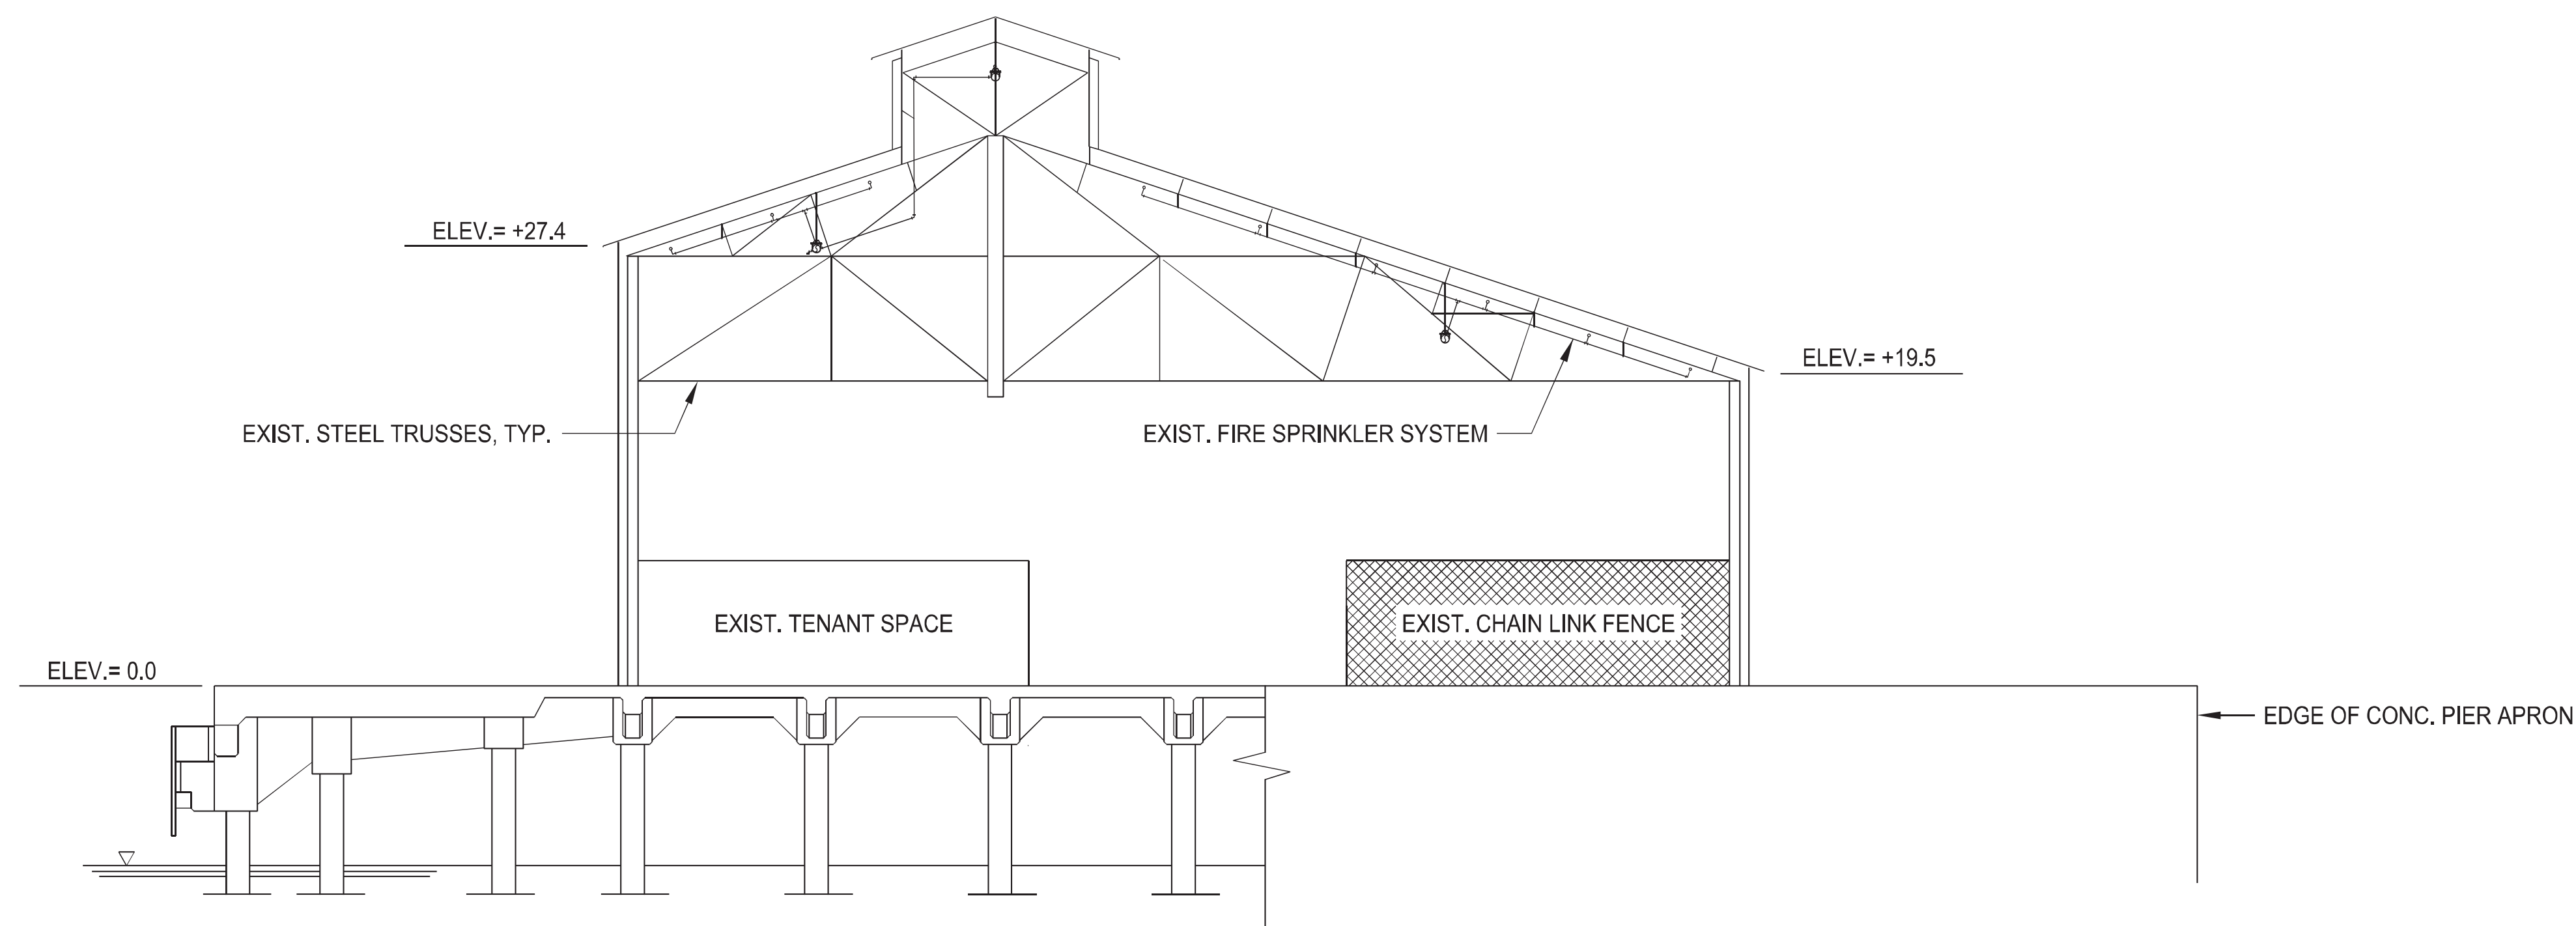 ELEV.= +27.4
ELEV.= +19.5
EXIST. STEEL TRUSSES, TYP.
EXIST. FIRE SPRINKLER SYSTEM
EXIST. TENANT SPACE
EXIST. CHAIN LINK FENCE
ELEV.= 0.0
EDGE OF CONC. PIER APRON